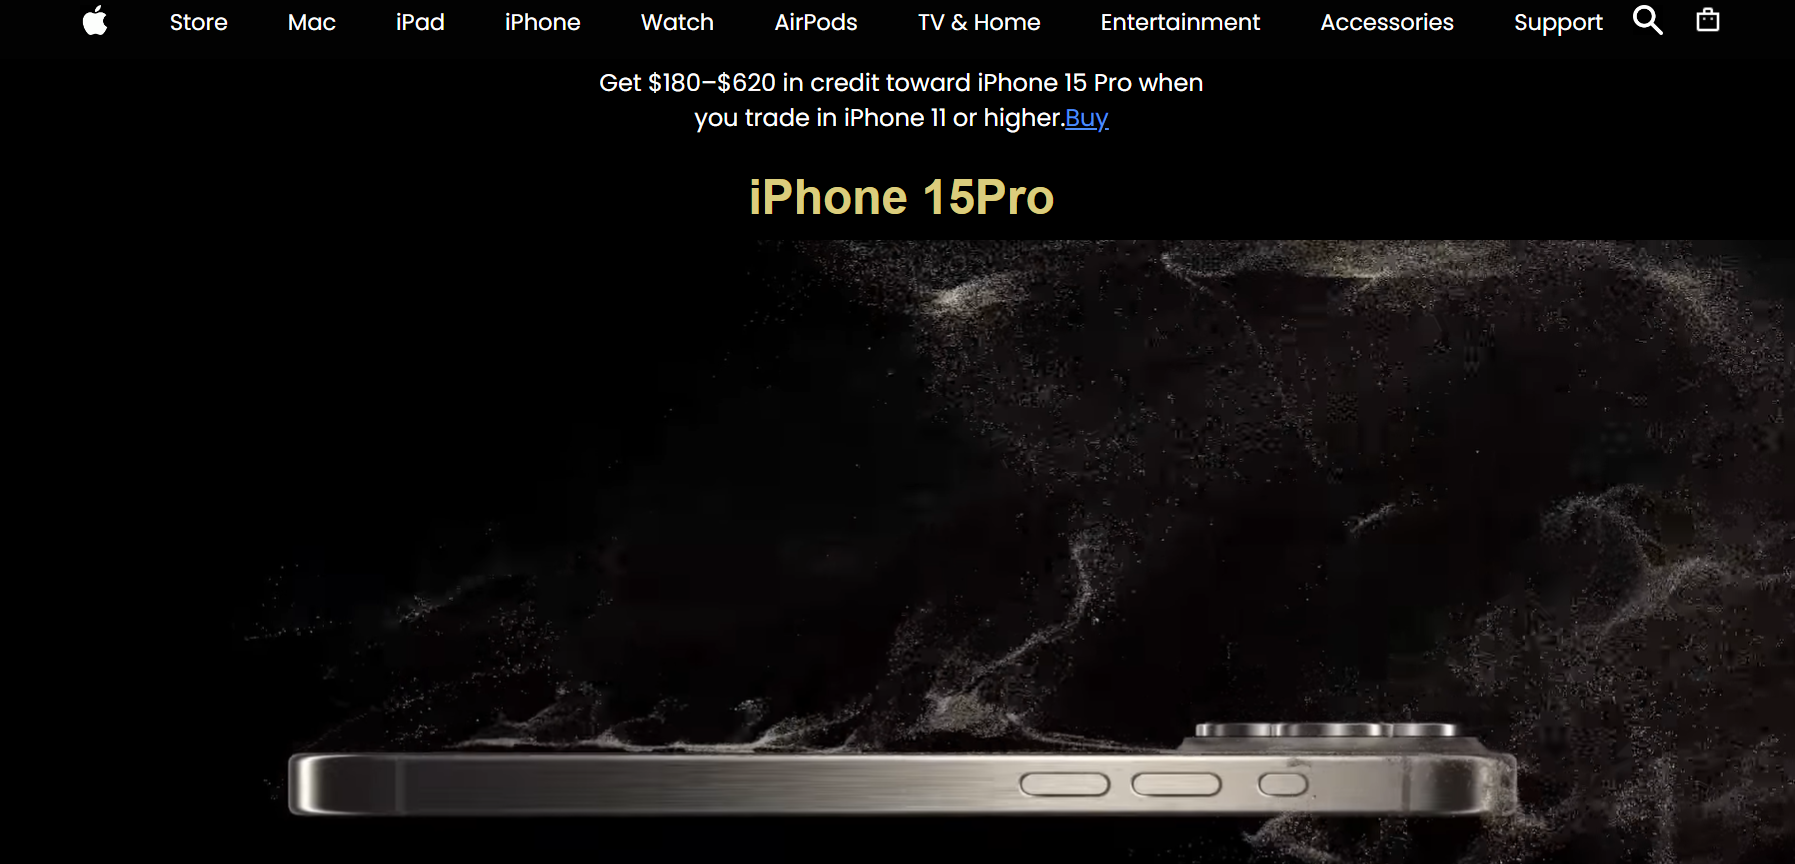 Store Mac iPad iPhone Watch AirPods TV & Home Entertainment Accessories Support
Get $180–$620 in credit toward iPhone 15 Pro when
you trade in iPhone 11 or higher.Buy
iPhone 15Pro